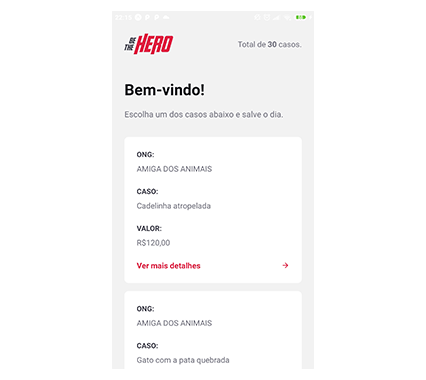 BE THE HERO
Total de 30 casos.
Bem-vindo!
Escolha um dos casos abaixo e salve o dia.
ONG:
AMIGA DOS ANIMAIS
CASO:
Cadelinha atropelada
VALOR:
R$120,00
Ver mais detalhes
ONG:
AMIGA DOS ANIMAIS
CASO:
Gato com a pata quebrada